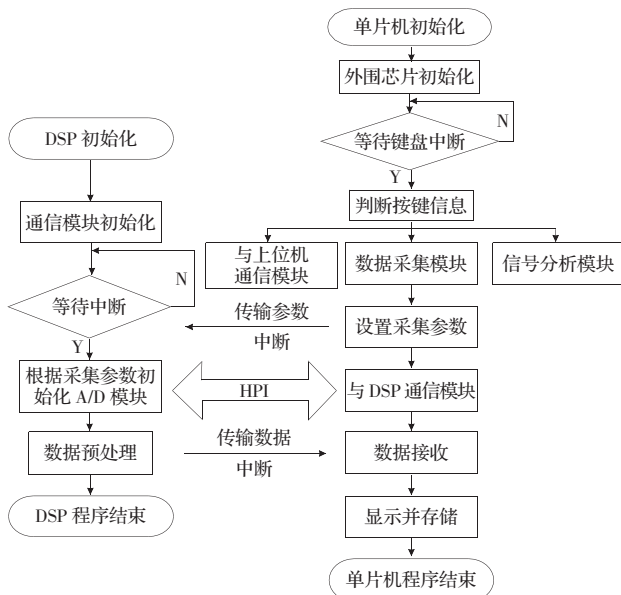 单片机初始化
外围芯片初始化
N
等待键盘中断
Y
判断按键信息
与上位机
通信模块
数据采集模块
信号分析模块
设置采集参数
与 DSP 通信模块
数据接收
显示并存储
单片机程序结束
DSP 初始化
通信模块初始化
N
等待中断
Y
根据采集参数初
始化 A/D 模块
数据预处理
DSP 程序结束
传输参数
中断
HPI
传输数据
中断